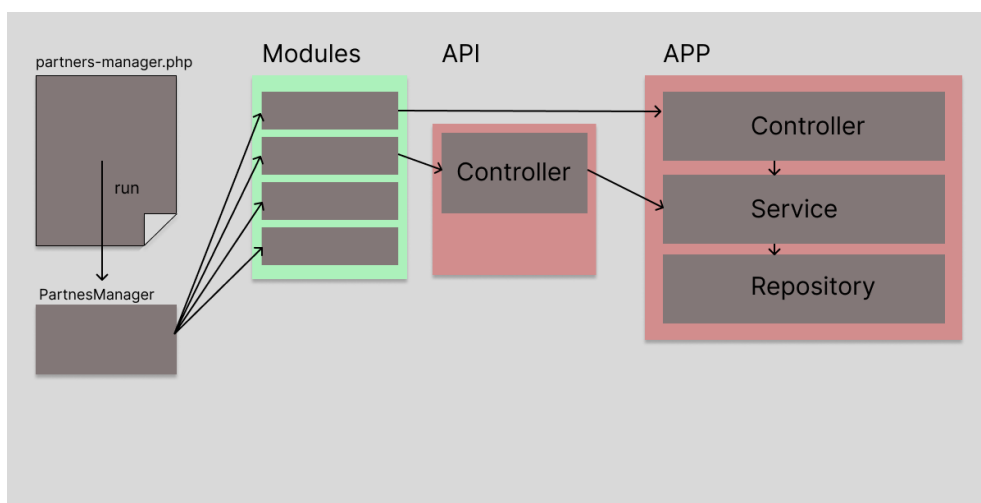 partners-manager.php
run
PartnesManager
Modules
API
Controller
APP
Controller
Service
Repository